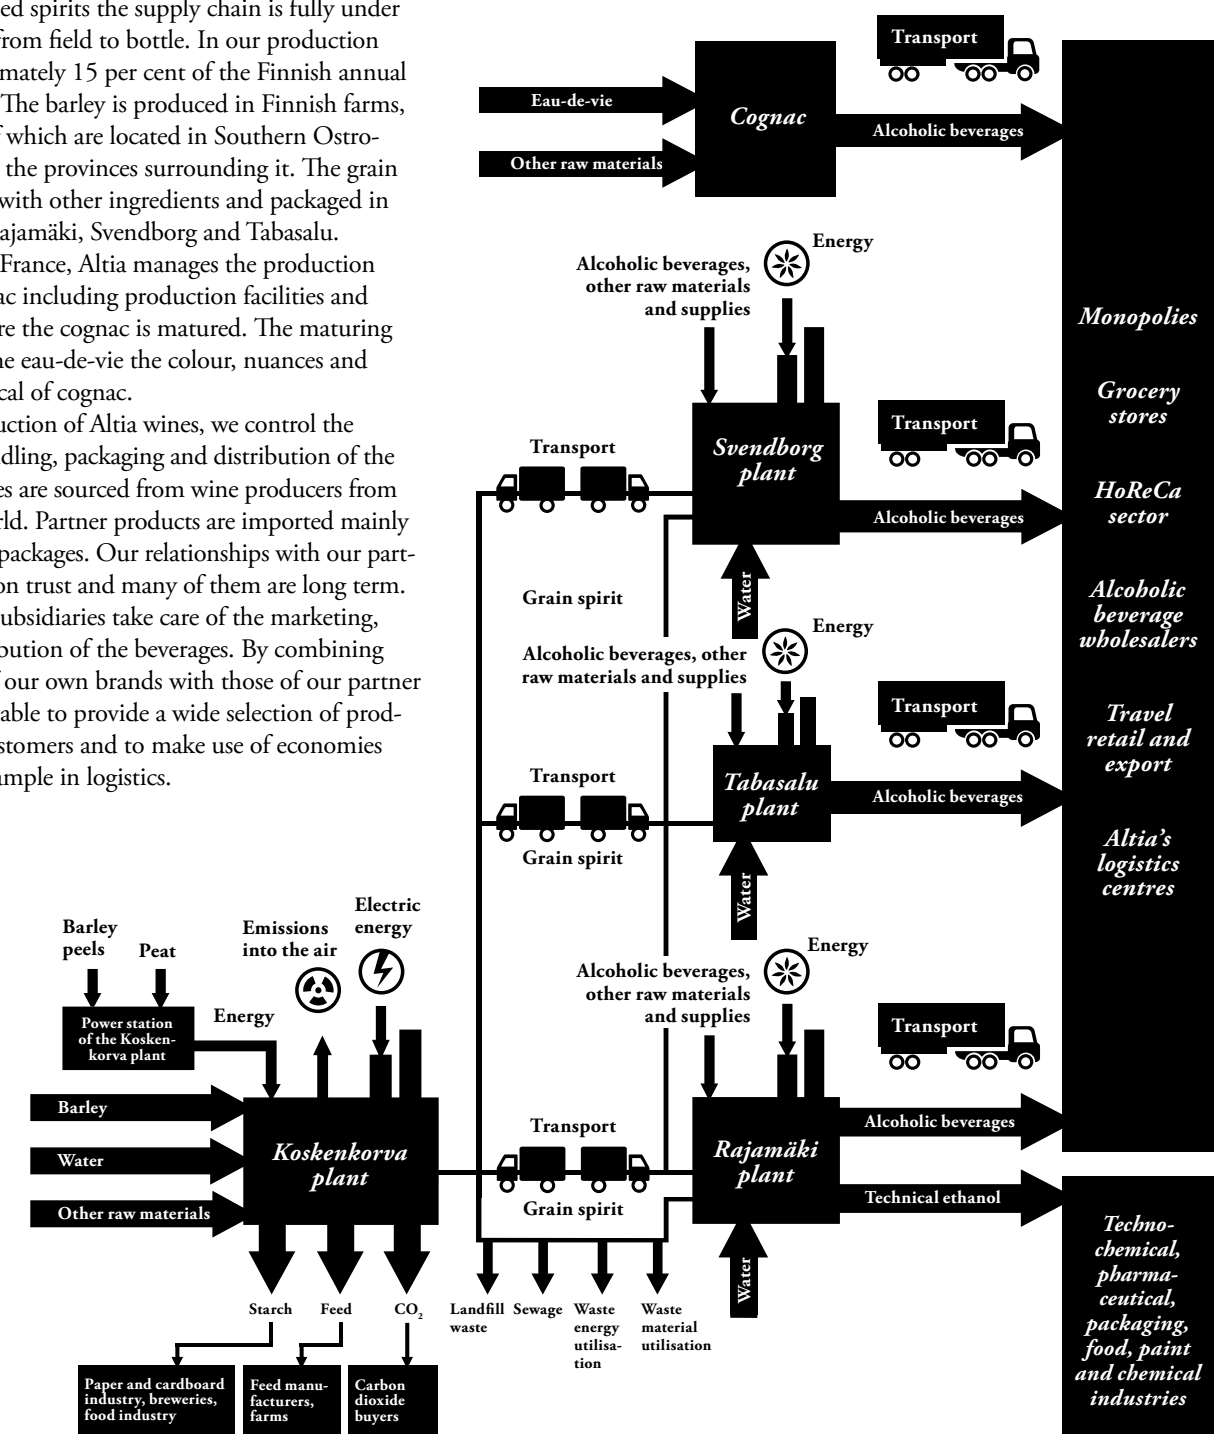 ed spirits the supply chain is fully under
from field to bottle. In our production
mately 15 per cent of the Finnish annual
The barley is produced in Finnish farms,
f which are located in Southern Ostro-
the provinces surrounding it. The grain
with other ingredients and packaged in
ajamäki, Svendborg and Tabasalu.
France, Altia manages the production
ac including production facilities and
re the cognac is matured. The maturing
he eau-de-vie the colour, nuances and
cal of cognac.
uction of Altia wines, we control the
dling, packaging and distribution of the
es are sourced from wine producers from
rld. Partner products are imported mainly
packages. Our relationships with our part-
on trust and many of them are long term.
subsidiaries take care of the marketing,
bution of the beverages. By combining
f our own brands with those of our partner
able to provide a wide selection of prod-
stomers and to make use of economies
ample in logistics.
Eau-de-vie
Other raw materials
Cognac
Transport
Alcoholic beverages
Alcoholic beverages,
other raw materials
and supplies
Energy
Transport
Svendborg
plant
Transport
Alcoholic beverages
Grain spirit
Water
Alcoholic beverages, other
raw materials and supplies
Energy
Transport
Grain spirit
Tabasalu
plant
Transport
Alcoholic beverages
Water
Alcoholic beverages,
other raw materials
and supplies
Energy
Transport
Grain spirit
Rajamäki
plant
Transport
Alcoholic beverages
Technical ethanol
Water
Monopolies
Grocery
stores
HoReCa
sector
Alcoholic
beverage
wholesalers
Travel
retail and
export
Altia's
logistics
centres
Techno-
chemical,
pharma-
ceutical,
packaging,
food, paint
and chemical
industries
Barley
peels
Peat
Power station
of the Kosken-
korva plant
Energy
Emissions
into the air
Electric
energy
Barley
Water
Other raw materials
Koskenkorva
plant
Starch
Feed
CO₂
Paper and cardboard
industry, breweries,
food industry
Feed manu-
facturers,
farms
Carbon
dioxide
buyers
Landfill
waste
Sewage
Waste
energy
utilisa-
tion
Waste
material
utilisation